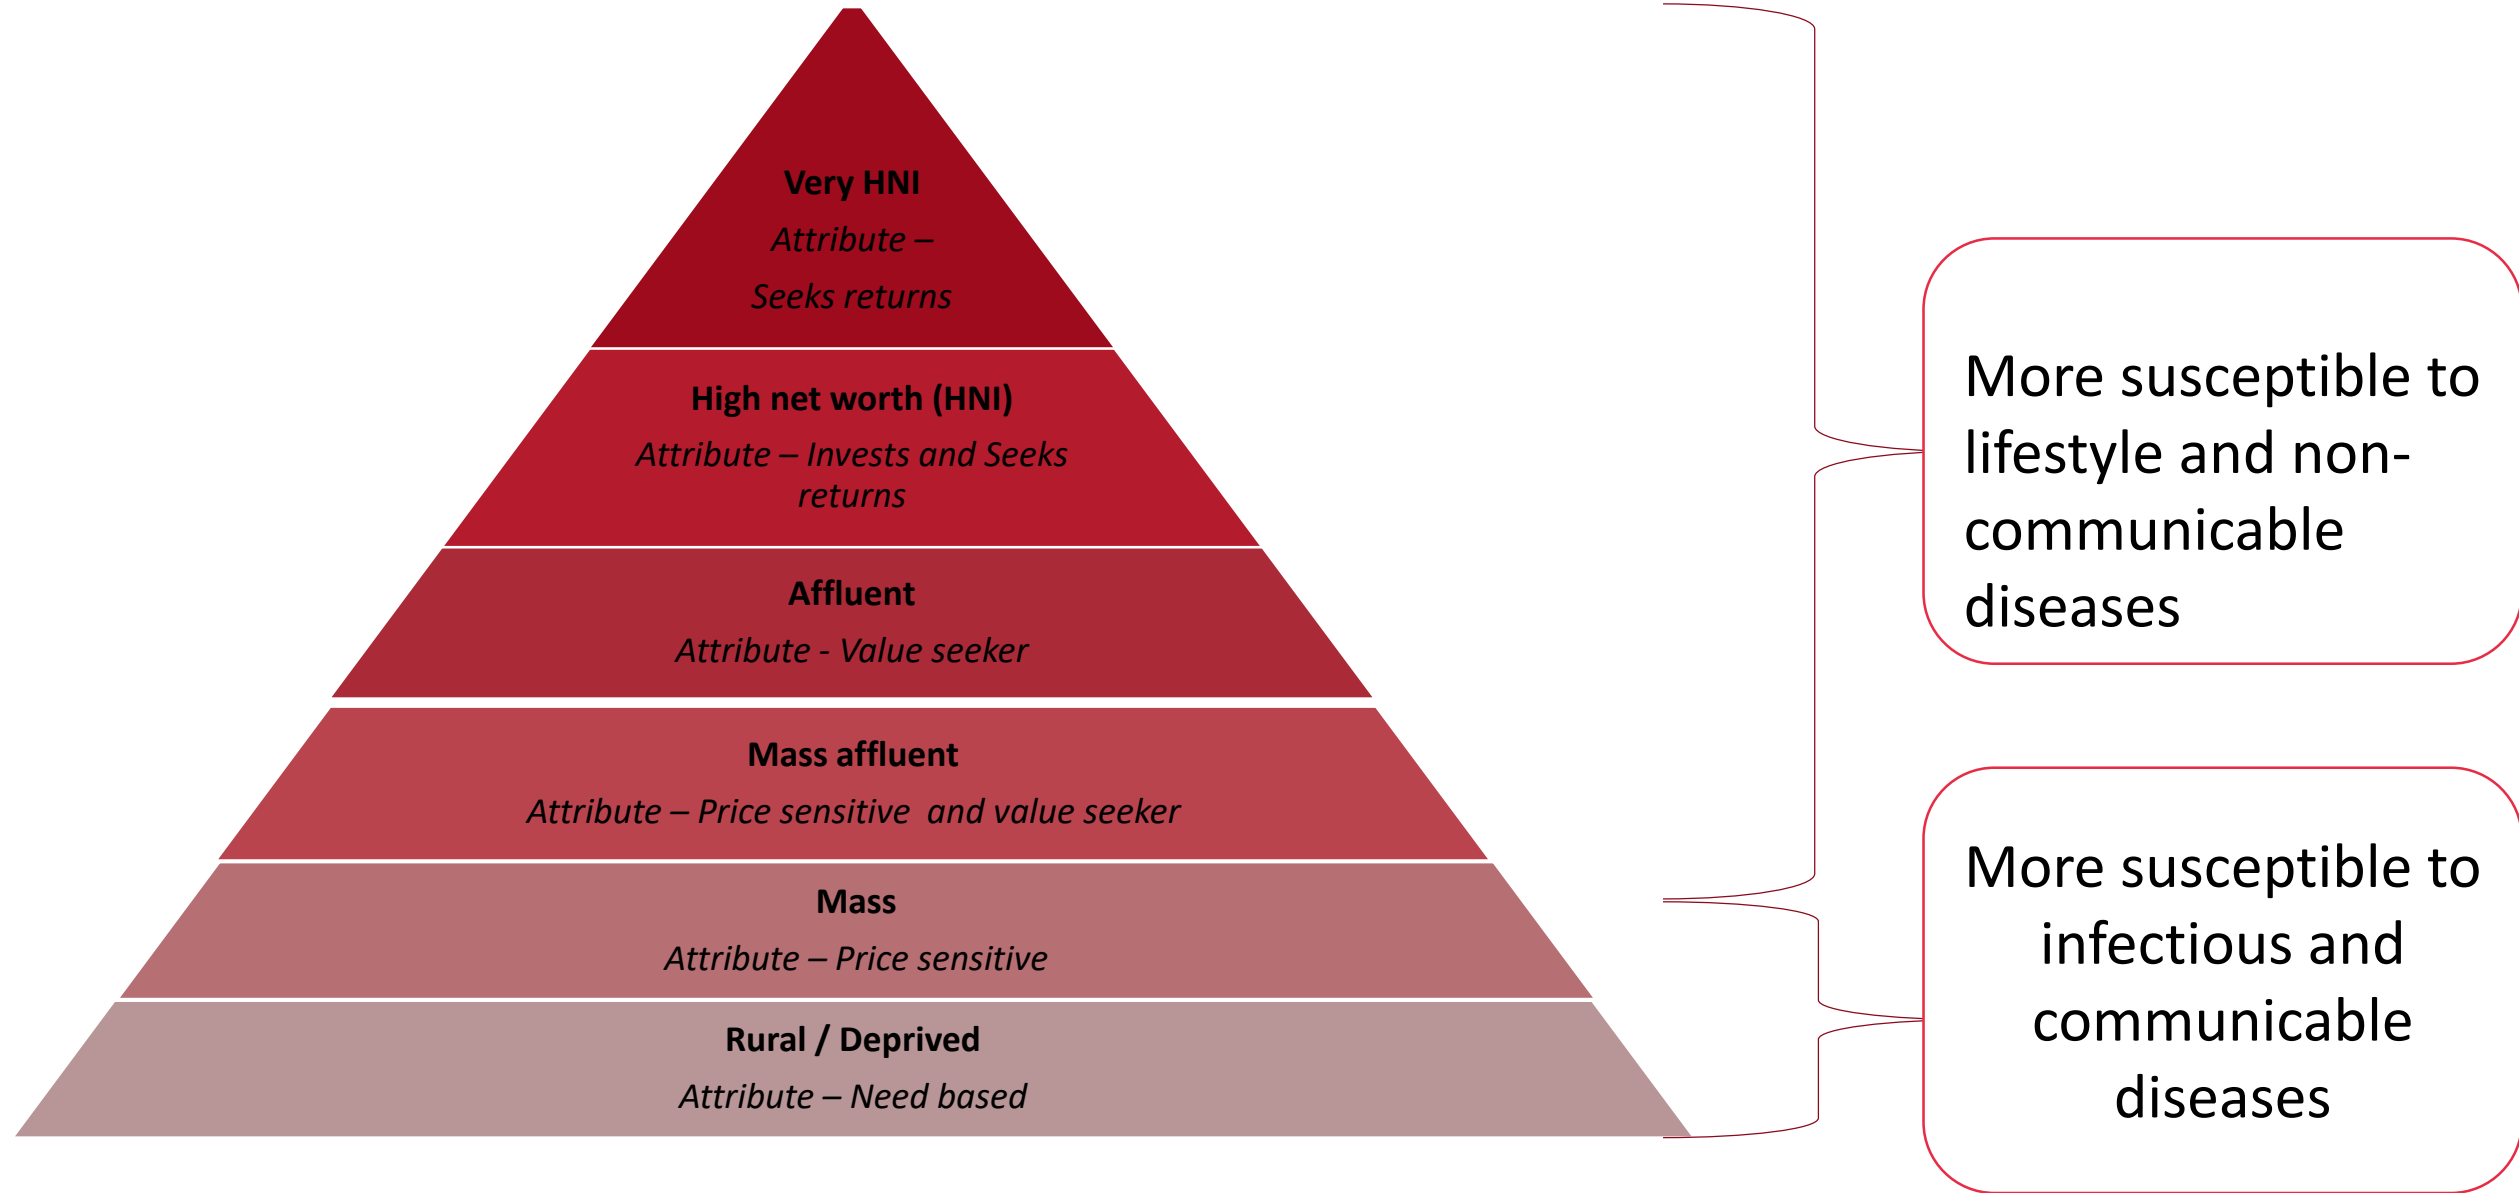 Very HNI
Attribute –
Seeks returns
High net worth (HNI)
Attribute – Invests and Seeks
returns
Affluent
Attribute - Value seeker
Mass affluent
Attribute – Price sensitive  and value seeker
Mass
Attribute – Price sensitive
Rural / Deprived
Attribute – Need based
More susceptible to
lifestyle and non-
communicable
diseases
More susceptible to
infectious and
communicable
diseases